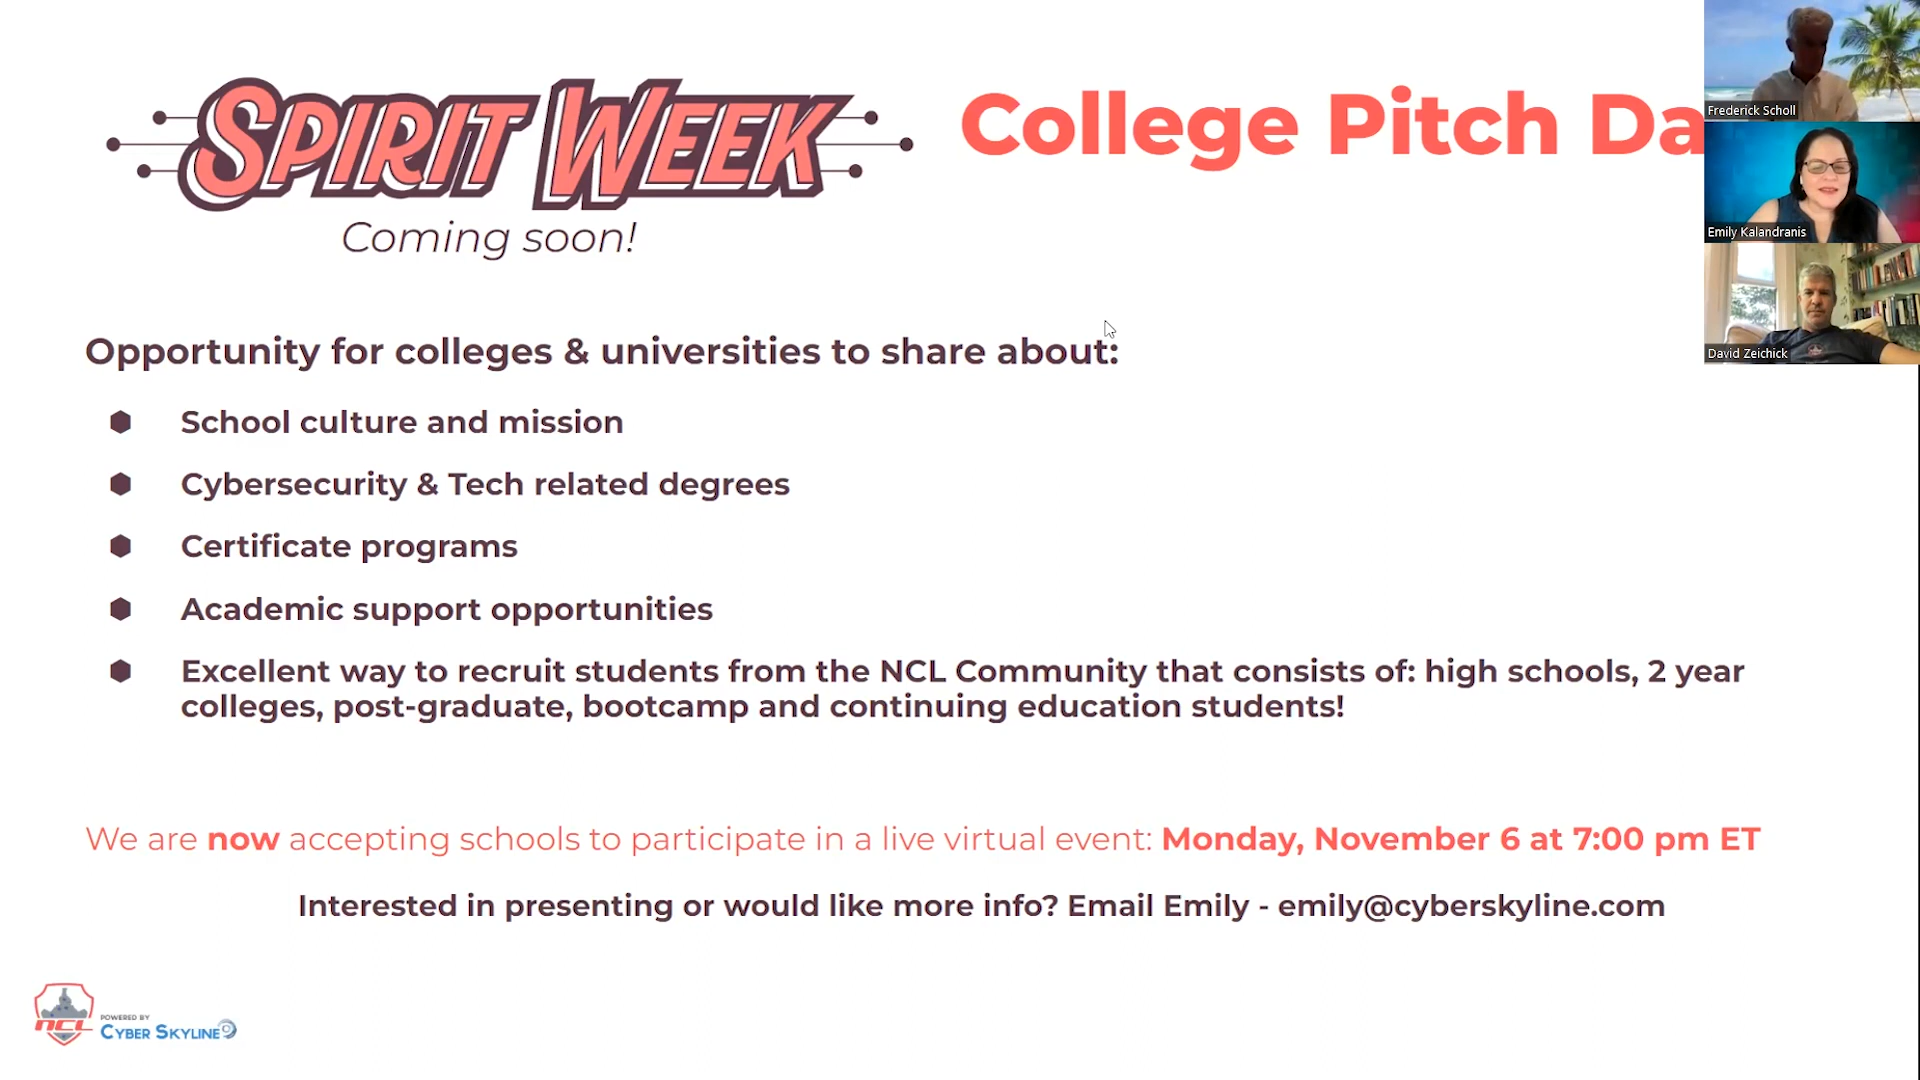 SPIRIT WEEK
Coming soon!
College Pitch Da
Frederick Scholl
Emily Kalandranis
David Zeichick
Opportunity for colleges & universities to share about:
School culture and mission
Cybersecurity & Tech related degrees
Certificate programs
Academic support opportunities
Excellent way to recruit students from the NCL Community that consists of: high schools, 2 year
colleges, post-graduate, bootcamp and continuing education students!
We are now accepting schools to participate in a live virtual event: Monday, November 6 at 7:00 pm ET
Interested in presenting or would like more info? Email Emily - emily@cyberskyline.com
NCL
POWERED BY
CYBER SKYLINE